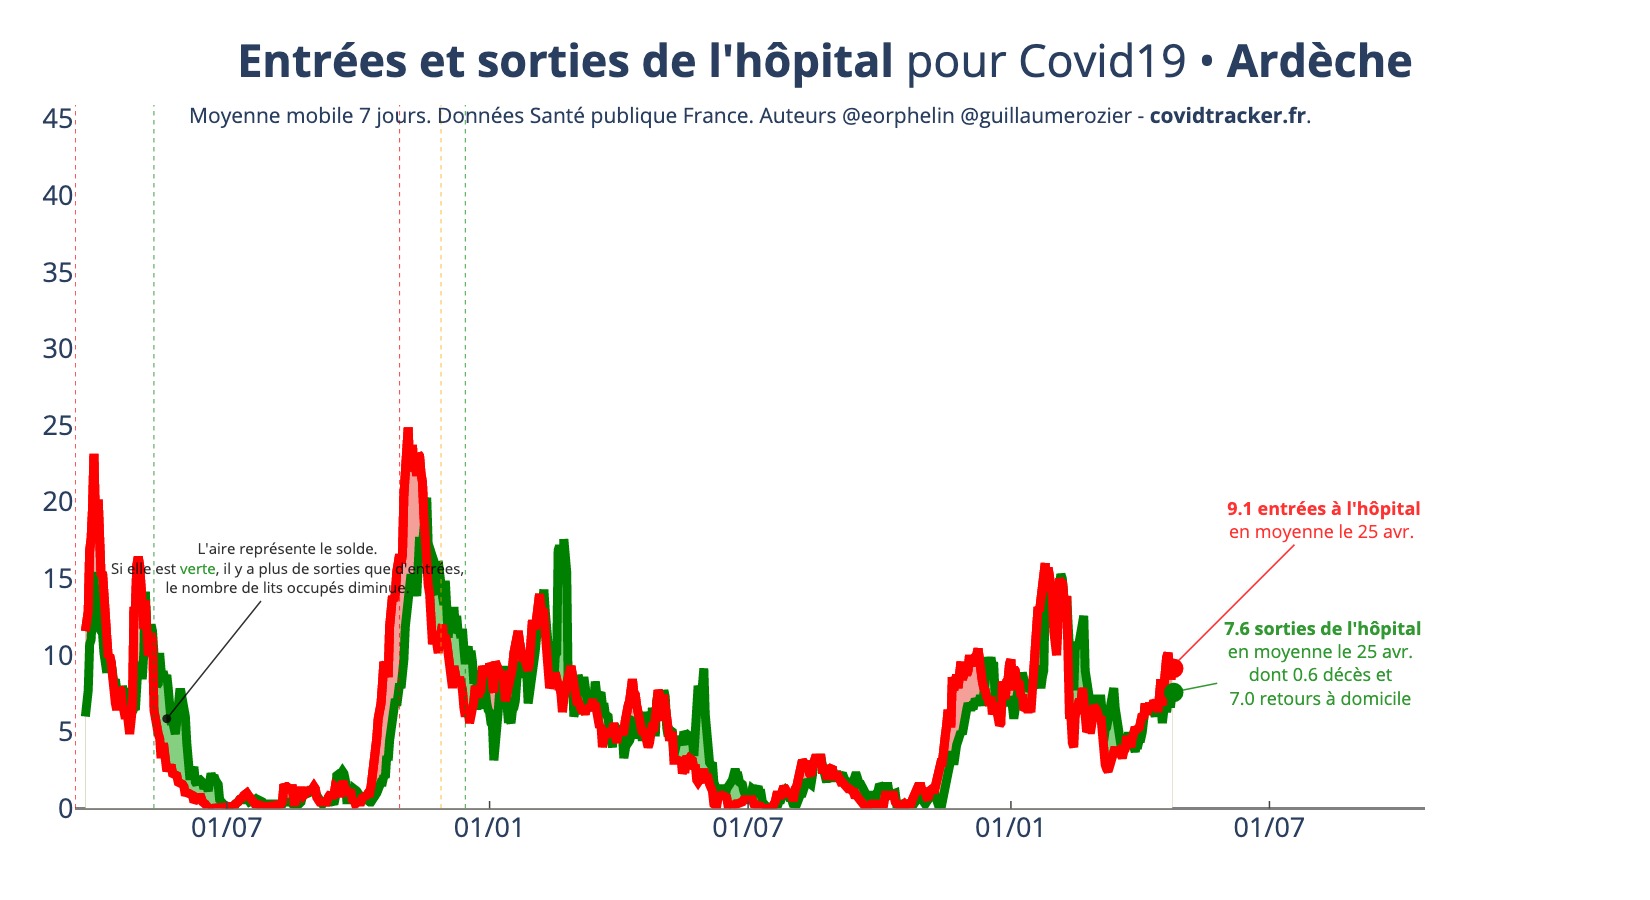 Entrées et sorties de l'hôpital pour Covid19 • Ardèche
Moyenne mobile 7 jours. Données Santé publique France. Auteurs @eorphelin @guillaumerozier - covidtracker.fr.
45
40
35
30
25
20
15
10
5
0
L'aire représente le solde.
Si elle est verte, il y a plus de sorties que d'entrées,
le nombre de lits occupés diminue.
9.1 entrées à l'hôpital
en moyenne le 25 avr.
7.6 sorties de l'hôpital
en moyenne le 25 avr.
dont 0.6 décès et
7.0 retours à domicile
01/07 01/01 01/07 01/01 01/07